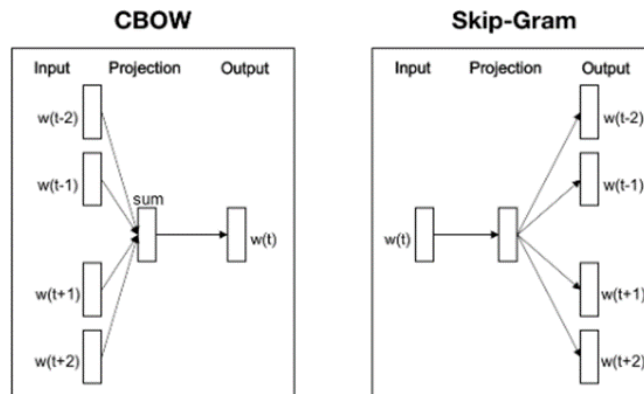 CBOW
Input Projection Output
w(t-2)
w(t-1)
sum
w(t)
w(t+1)
w(t+2)
Skip-Gram
Input Projection Output
w(t-2)
w(t-1)
w(t)
w(t+1)
w(t+2)